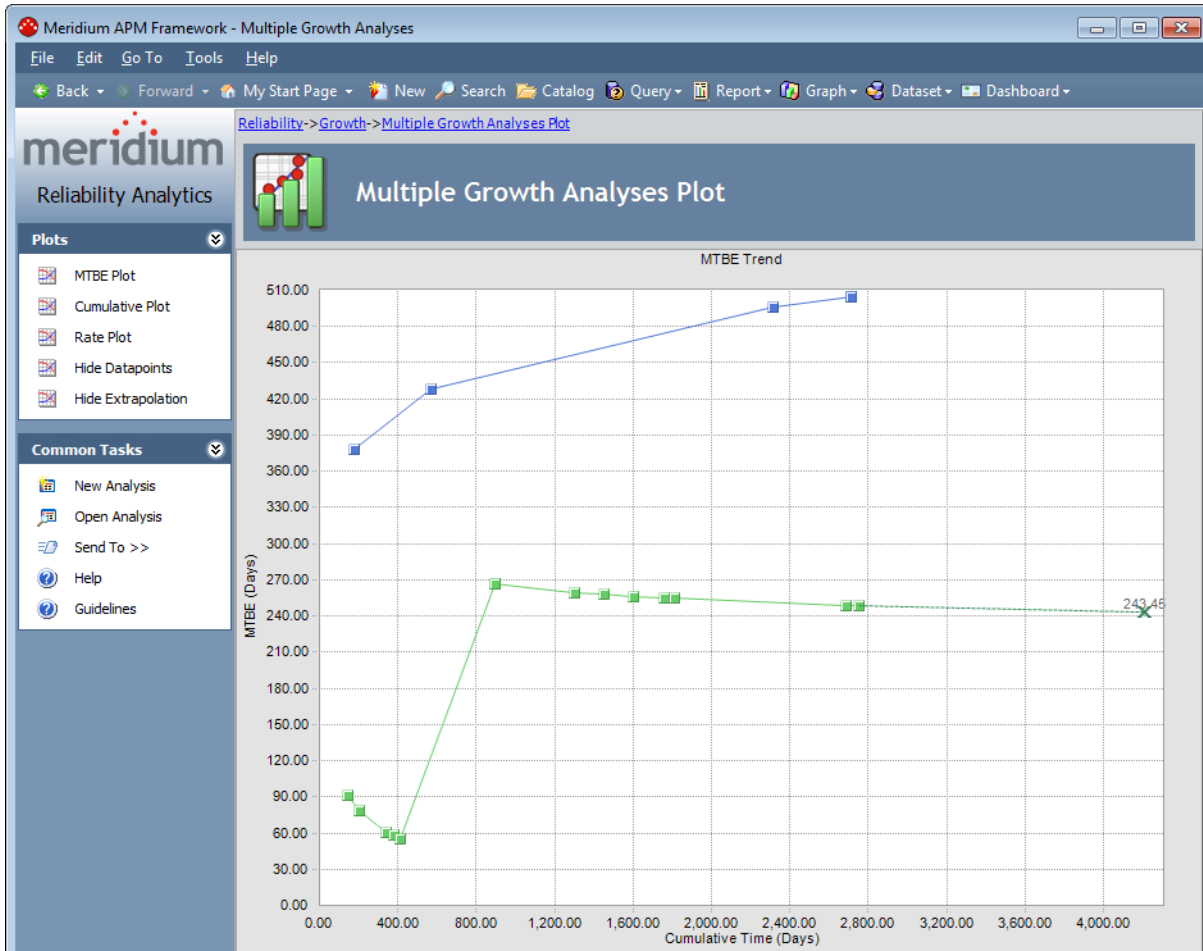 Meridium APM Framework - Multiple Growth Analyses
File Edit Go To Tools Help
Back Forward My Start Page New Search Catalog Query Report Graph Dataset Dashboard
meridium
Reliability Analytics
Plots
MTBE Plot
Cumulative Plot
Rate Plot
Hide Datapoints
Hide Extrapolation
Common Tasks
New Analysis
Open Analysis
Send To >>
Help
Guidelines
Reliability->Growth->Multiple Growth Analyses Plot
Multiple Growth Analyses Plot
MTBE Trend
MTBE (Days)
510.00
480.00
450.00
420.00
390.00
360.00
330.00
300.00
270.00
240.00
210.00
180.00
150.00
120.00
90.00
60.00
30.00
0.00
243.45
0.00 400.00 800.00 1,200.00 1,600.00 2,000.00 2,400.00 2,800.00 3,200.00 3,600.00 4,000.00
Cumulative Time (Days)